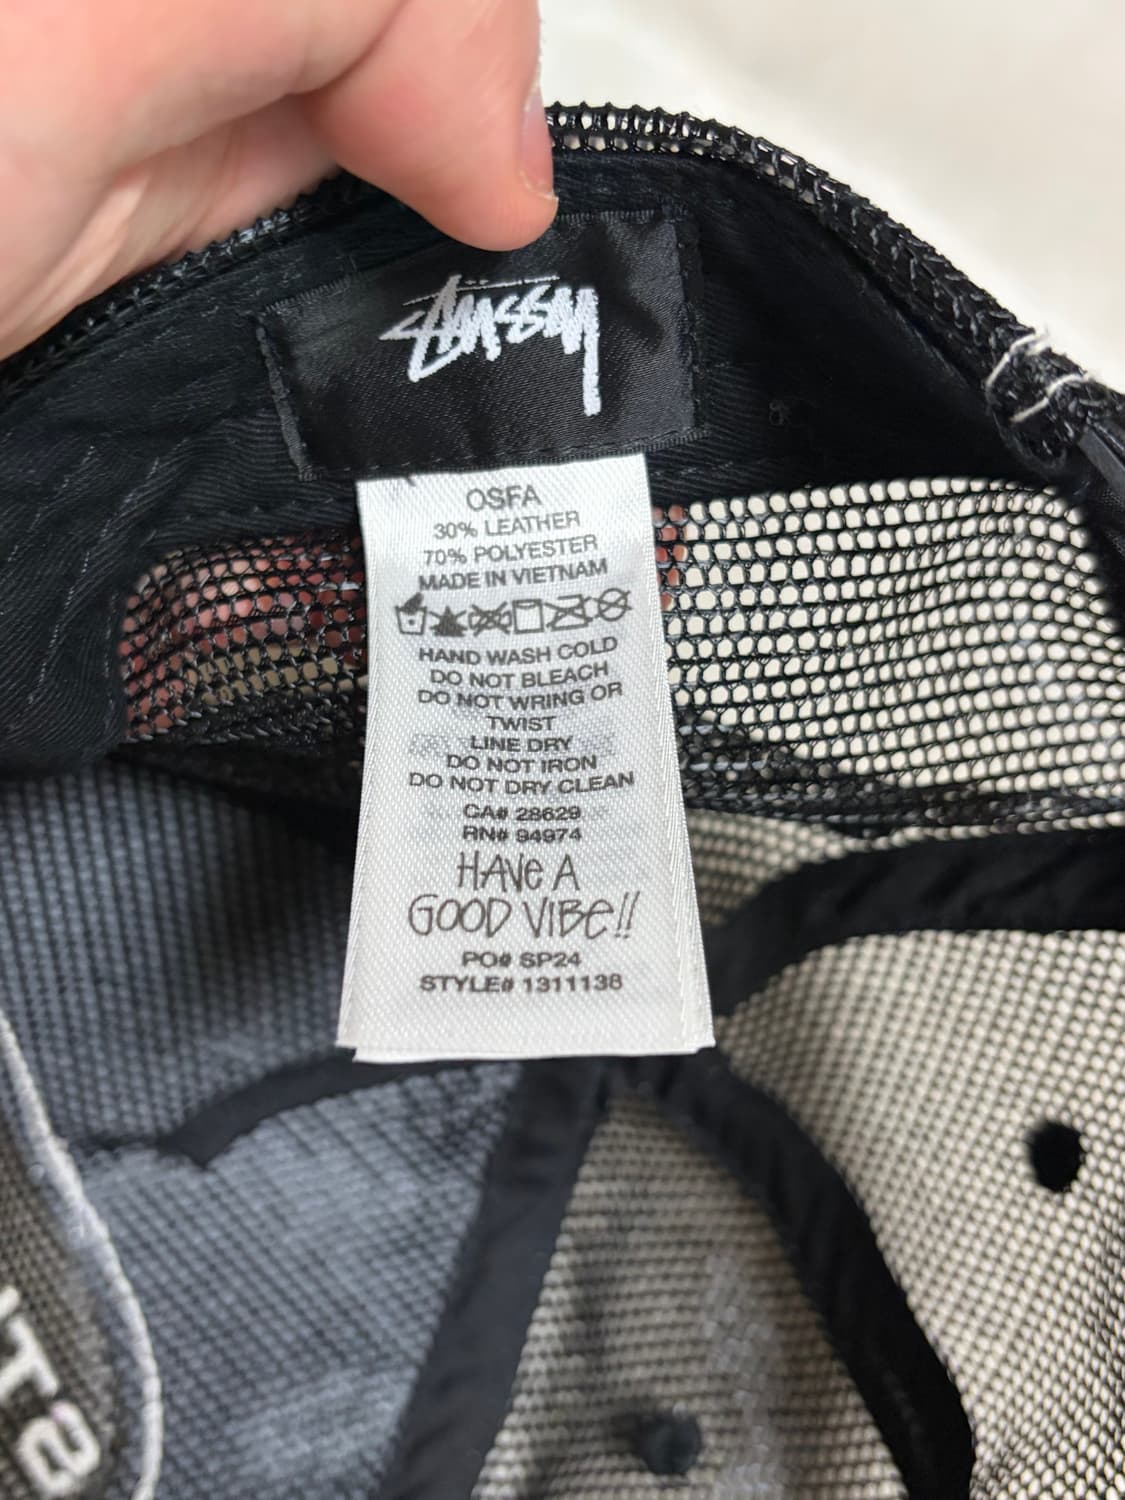 Stüssy
OSFA
30% LEATHER
70% POLYESTER
MADE IN VIETNAM
HAND WASH COLD
DO NOT BLEACH
DO NOT WRING OR
TWIST
LINE DRY
DO NOT IRON
DO NOT DRY CLEAN
CA# 28629
RN# 94974
HAVe A
GOOD VIBe!!
PO# SP24
STYLE# 1311138